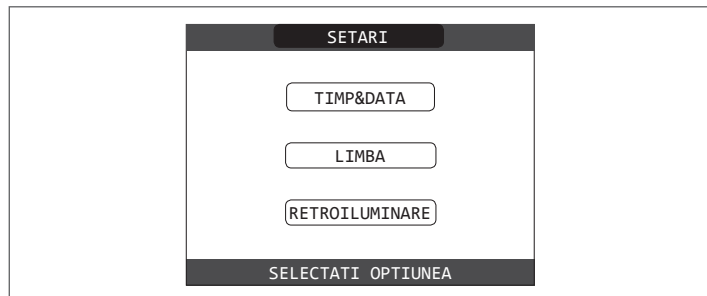 SETARI
TIMP&DATA
LIMBA
RETROILUMINARE
SELECTATI OPTIUNEA